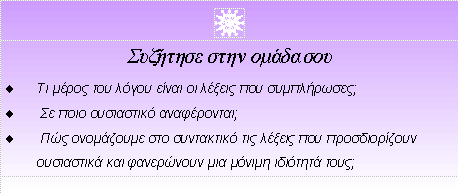 Συζήτησε στην ομάδα σου
♦ Τι μέρος του λόγου είναι οι λέξεις που συμπλήρωσες;
♦ Σε ποιο ουσιαστικό αναφέρονται;
♦ Πώς ονομάζουμε στο συντακτικό τις λέξεις που προσδιορίζουν
ουσιαστικά και φανερώνουν μια μόνιμη ιδιότητά τους;